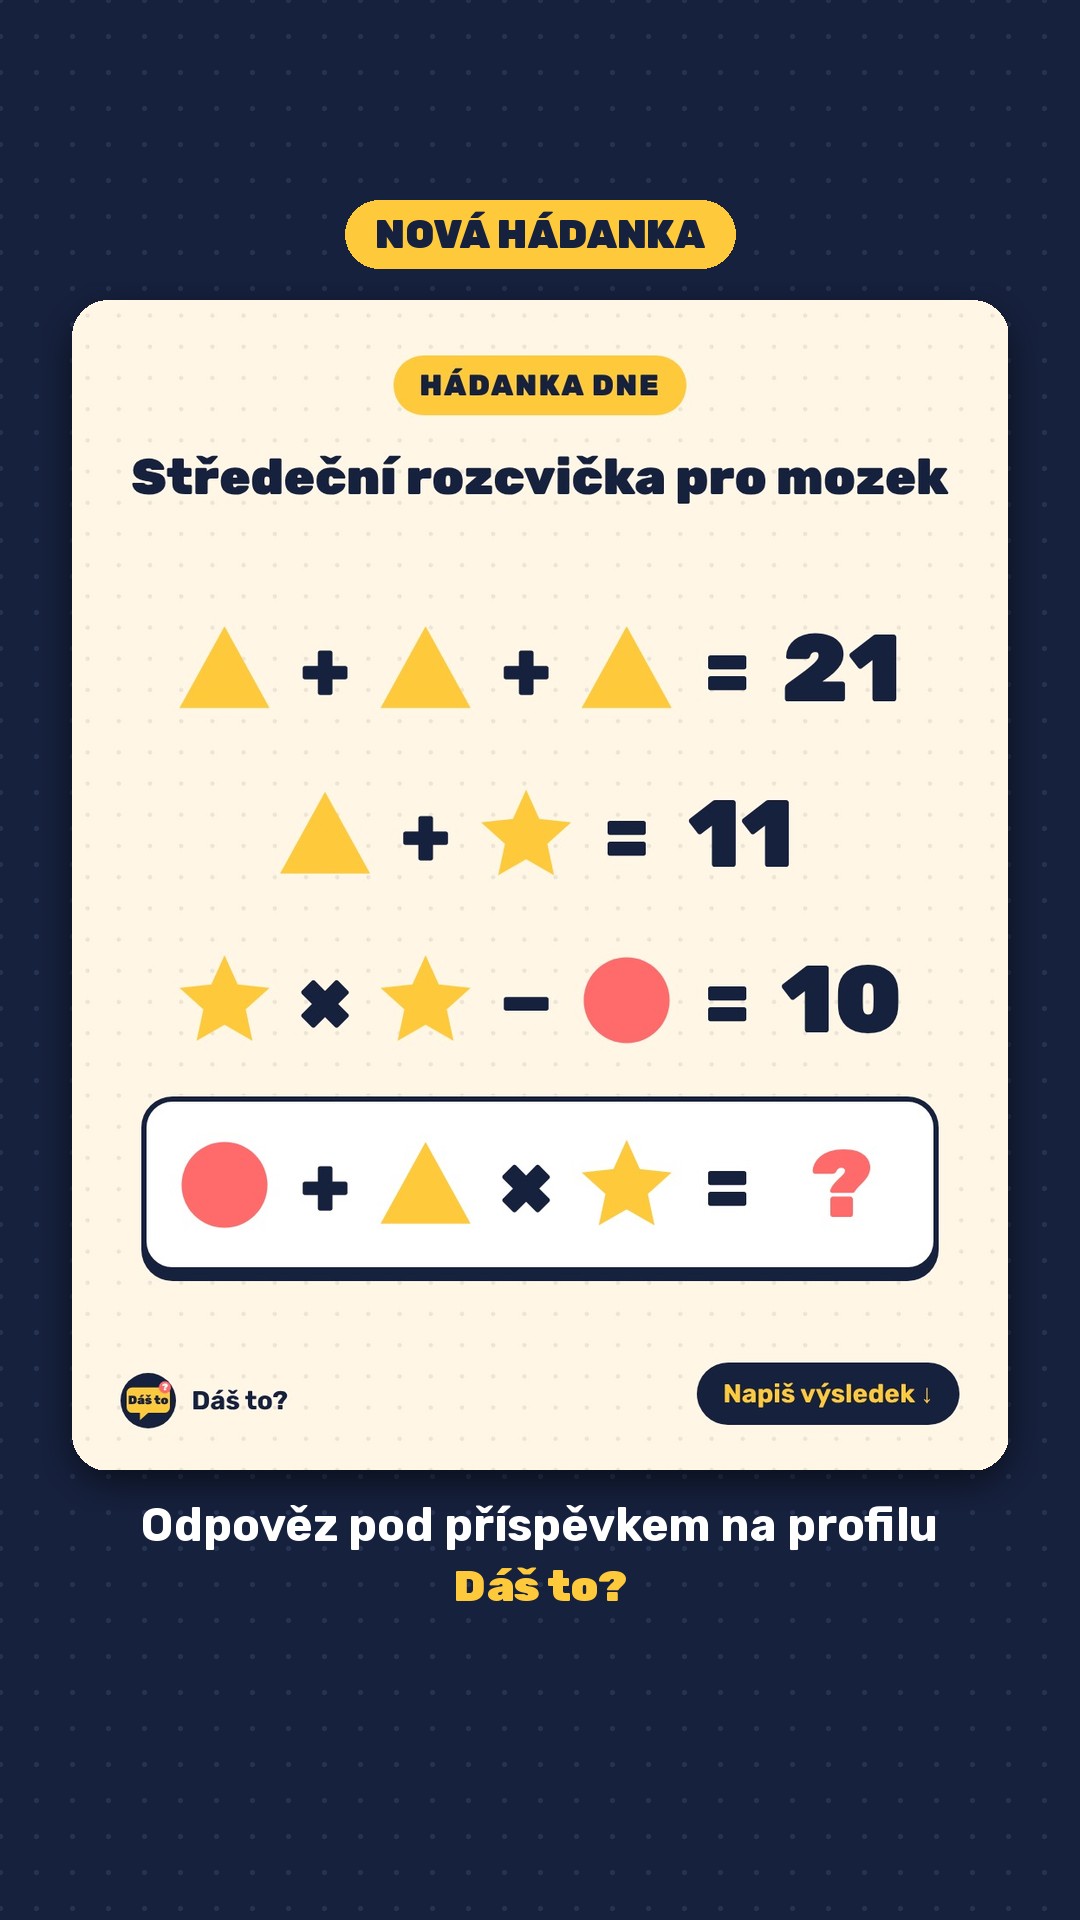 NOVÁ HÁDANKA
HÁDANKA DNE
Středeční rozcvička pro mozek
+ + = 21
+ = 11
× − = 10
+ × = ?
Dáš to ?
Dáš to?
Napiš výsledek ↓
Odpověz pod příspěvkem na profilu
Dáš to?